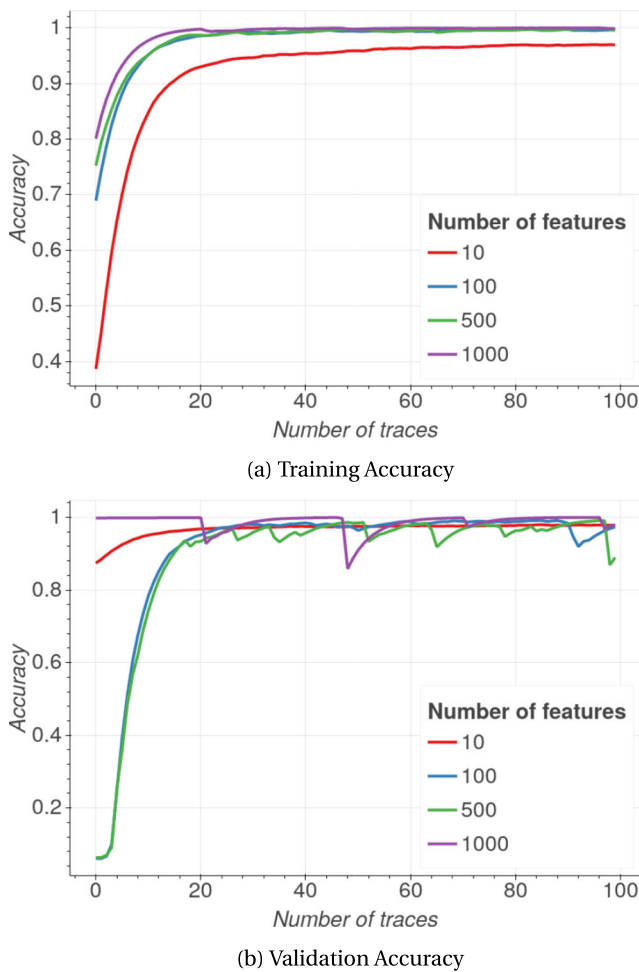 1
0.9
0.8
0.7
0.6
0.5
0.4
Accuracy
Number of features
10
100
500
1000
0 20 40 60 80 100
Number of traces
(a) Training Accuracy
1
0.8
0.6
0.4
0.2
Accuracy
Number of features
10
100
500
1000
0 20 40 60 80 100
Number of traces
(b) Validation Accuracy